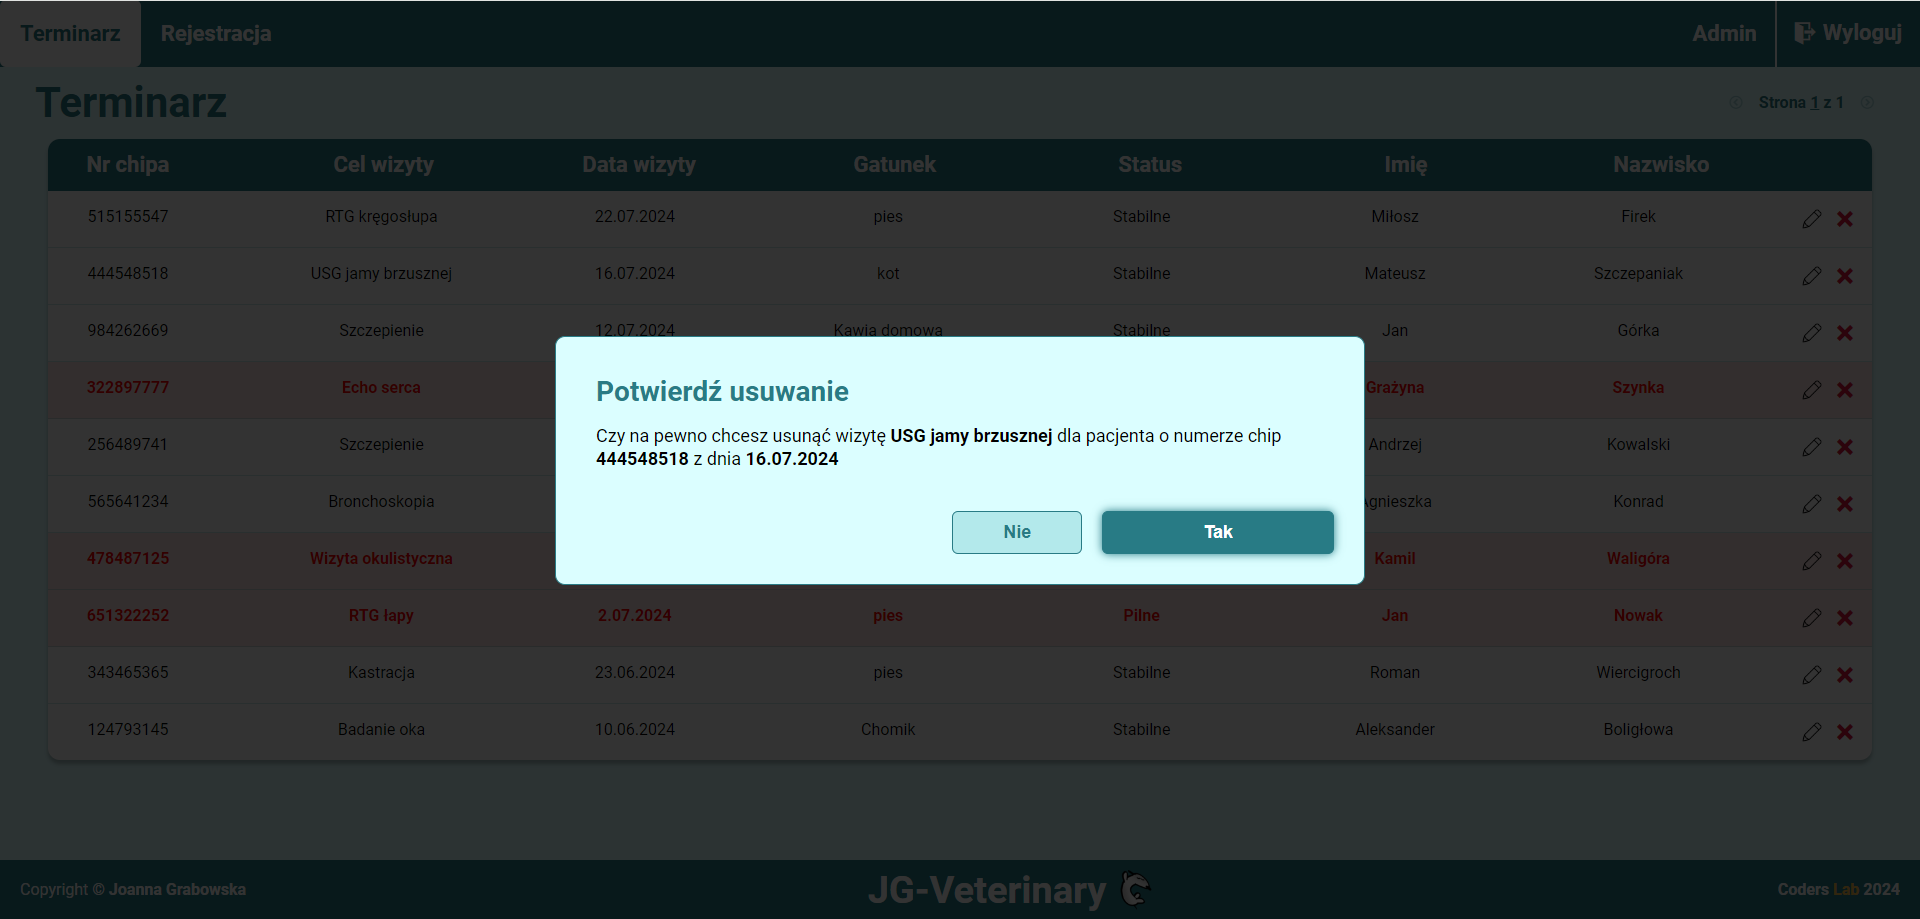 Terminarz Rejestracja Admin Wyloguj
Terminarz
Strona 1 z 1
Nr chipa Cel wizyty Data wizyty Gatunek Status Imię Nazwisko
515155547 RTG kręgosłupa 22.07.2024 pies Stabilne Miłosz Firek
444548518 USG jamy brzusznej 16.07.2024 kot Stabilne Mateusz Szczepaniak
984262669 Szczepienie 12.07.2024 Kawia domowa Stabilne Jan Górka
322897777 Echo serca Grażyna Szynka
256489741 Szczepienie Andrzej Kowalski
565641234 Bronchoskopia Agnieszka Konrad
478487125 Wizyta okulistyczna Kamil Waligóra
651322252 RTG łapy 2.07.2024 pies Pilne Jan Nowak
343465365 Kastracja 23.06.2024 pies Stabilne Roman Wiercigroch
124793145 Badanie oka 10.06.2024 Chomik Stabilne Aleksander Boligłowa
Potwierdź usuwanie
Czy na pewno chcesz usunąć wizytę USG jamy brzusznej dla pacjenta o numerze chip
444548518 z dnia 16.07.2024
Nie Tak
Copyright © Joanna Grabowska JG-Veterinary Coders Lab 2024